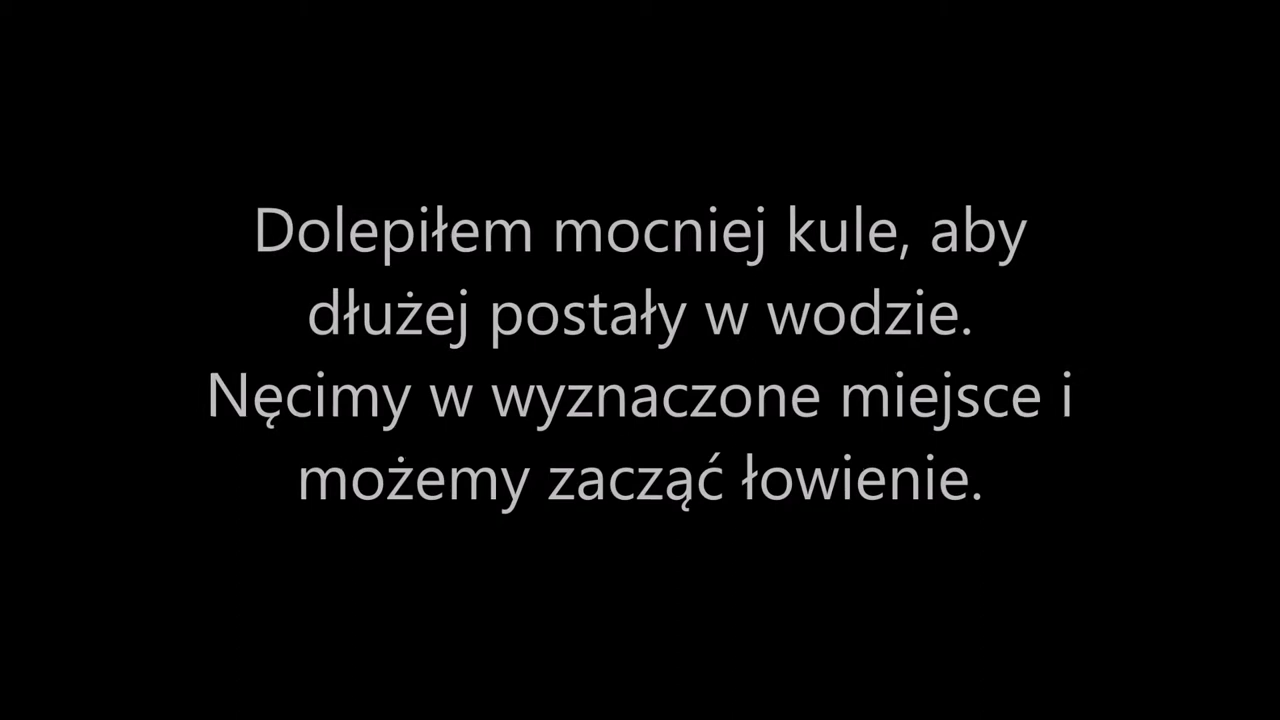 Dolepiłem mocniej kule, aby
dłużej postały w wodzie.
Nęcimy w wyznaczone miejsce i
możemy zacząć łowienie.